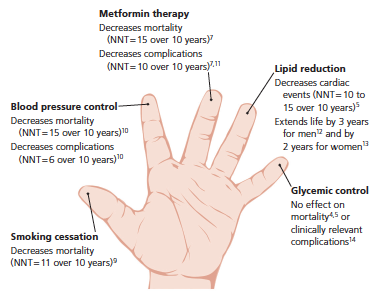 Metformin therapy
Decreases mortality
(NNT=15 over 10 years)⁷
Decreases complications
(NNT=10 over 10 years)⁷,¹¹
Lipid reduction
Decreases cardiac
events (NNT=10 to
15 over 10 years)⁵
Extends life by 3 years
for men¹² and by
2 years for women¹³
Blood pressure control
Decreases mortality
(NNT=15 over 10 years)¹⁰
Decreases complications
(NNT=6 over 10 years)¹⁰
Glycemic control
No effect on
mortality⁴,⁵ or
clinically relevant
complications¹⁴
Smoking cessation
Decreases mortality
(NNT=11 over 10 years)⁹